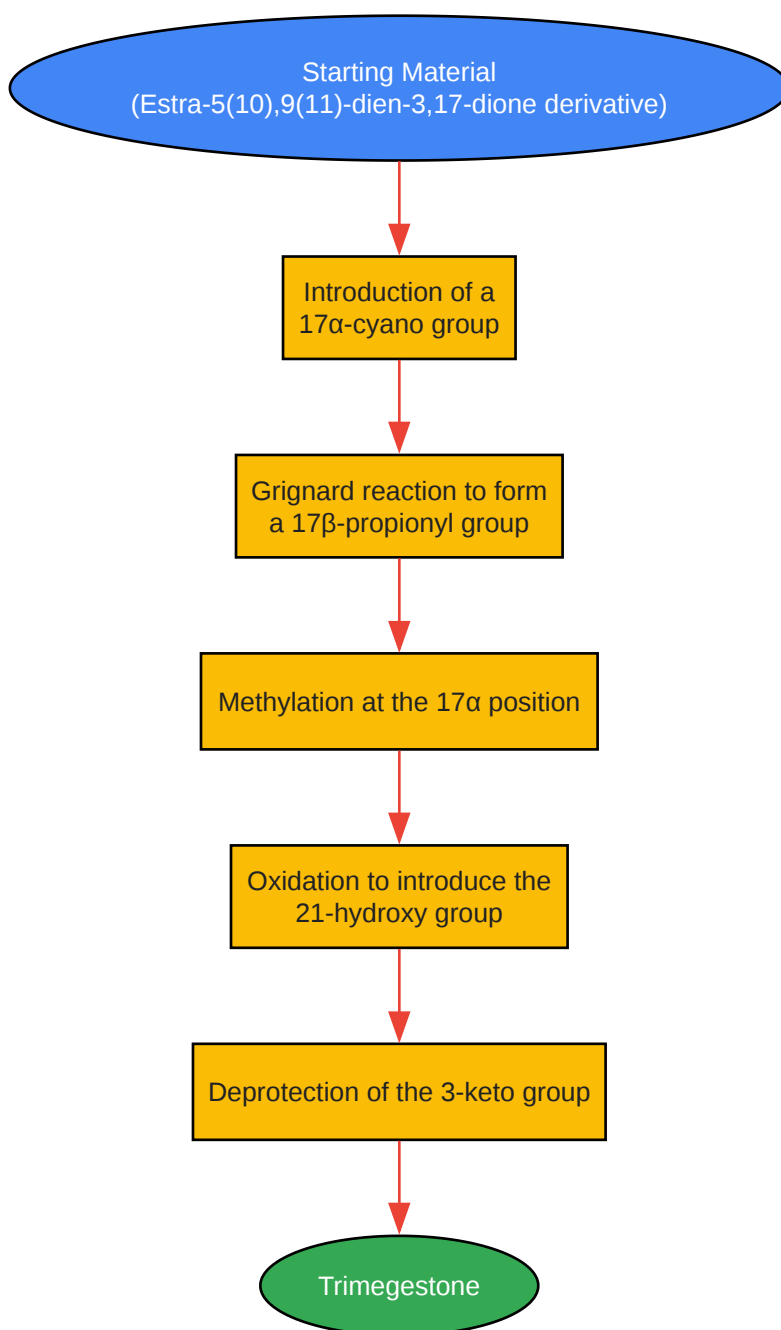 Starting Material
(Estra-5(10),9(11)-dien-3,17-dione derivative)
Introduction of a
17α-cyano group
Grignard reaction to form
a 17β-propionyl group
Methylation at the 17α position
Oxidation to introduce the
21-hydroxy group
Deprotection of the 3-keto group
Trimegestone